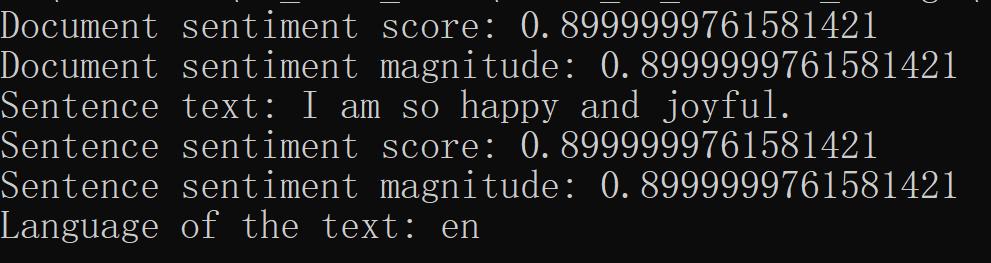 Document sentiment score: 0.8999999761581421
Document sentiment magnitude: 0.8999999761581421
Sentence text: I am so happy and joyful.
Sentence sentiment score: 0.8999999761581421
Sentence sentiment magnitude: 0.8999999761581421
Language of the text: en